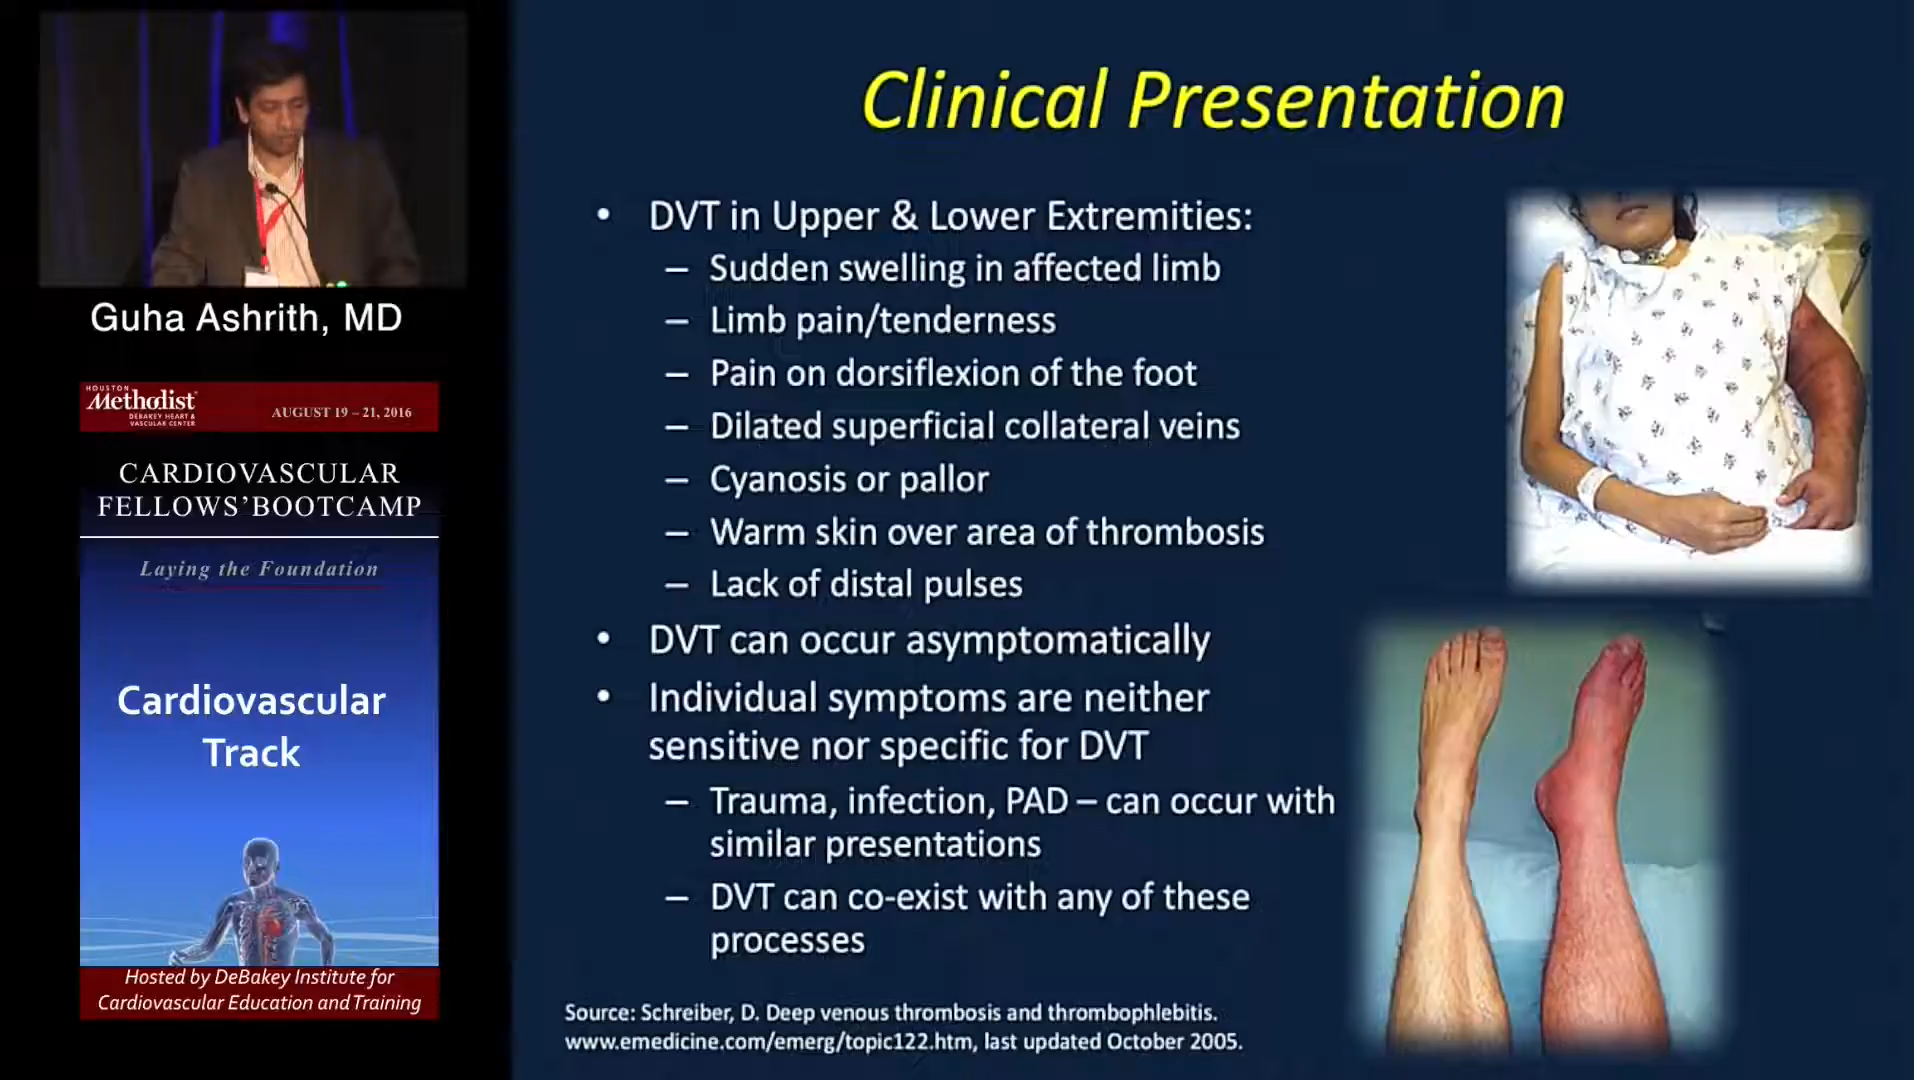 Guha Ashrith, MD
HOUSTON
Methodist
DEBAKEY HEART &
VASCULAR CENTER
AUGUST 19 – 21, 2016
CARDIOVASCULAR
FELLOWS' BOOTCAMP
Laying the Foundation
Cardiovascular
Track
Hosted by DeBakey Institute for
Cardiovascular Education and Training
Clinical Presentation
• DVT in Upper & Lower Extremities:
– Sudden swelling in affected limb
– Limb pain/tenderness
– Pain on dorsiflexion of the foot
– Dilated superficial collateral veins
– Cyanosis or pallor
– Warm skin over area of thrombosis
– Lack of distal pulses
• DVT can occur asymptomatically
• Individual symptoms are neither
sensitive nor specific for DVT
– Trauma, infection, PAD – can occur with
similar presentations
– DVT can co-exist with any of these
processes
Source: Schreiber, D. Deep venous thrombosis and thrombophlebitis.
www.emedicine.com/emerg/topic122.htm, last updated October 2005.